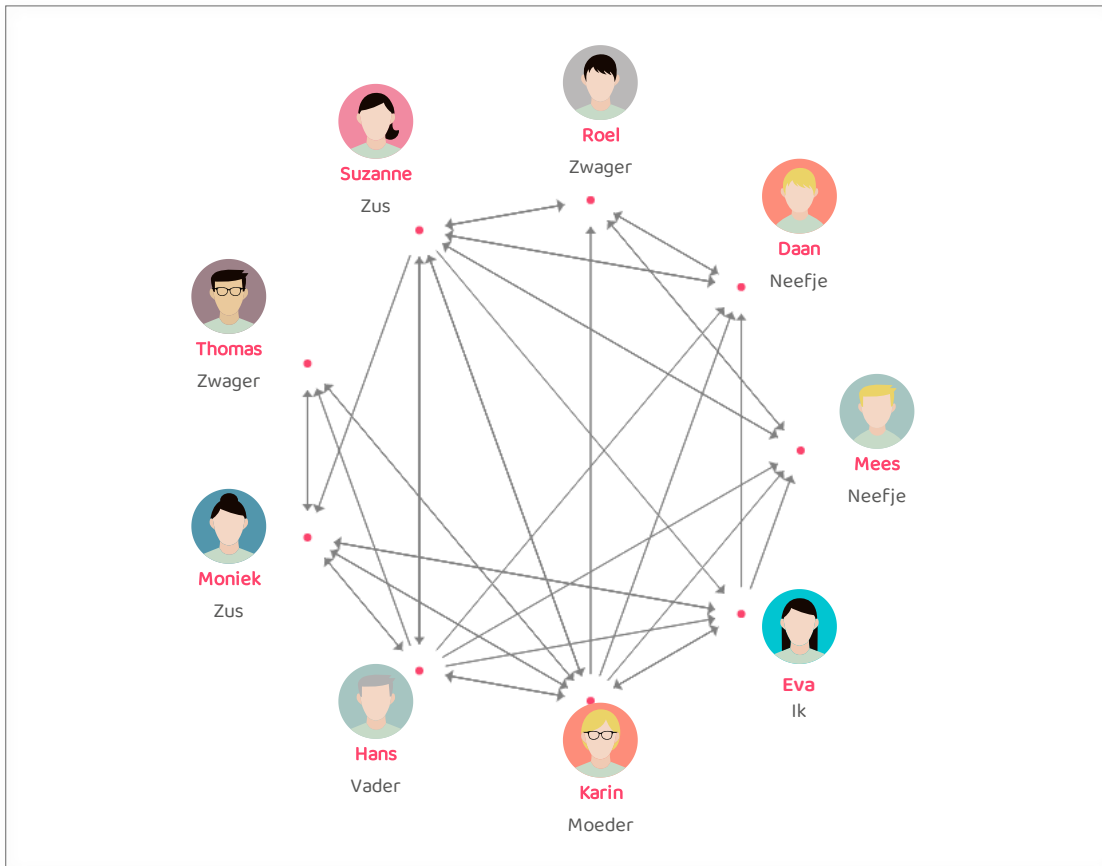 Roel
Zwager
Suzanne
Zus
Daan
Neefje
Thomas
Zwager
Mees
Neefje
Moniek
Zus
Eva
Ik
Hans
Vader
Karin
Moeder